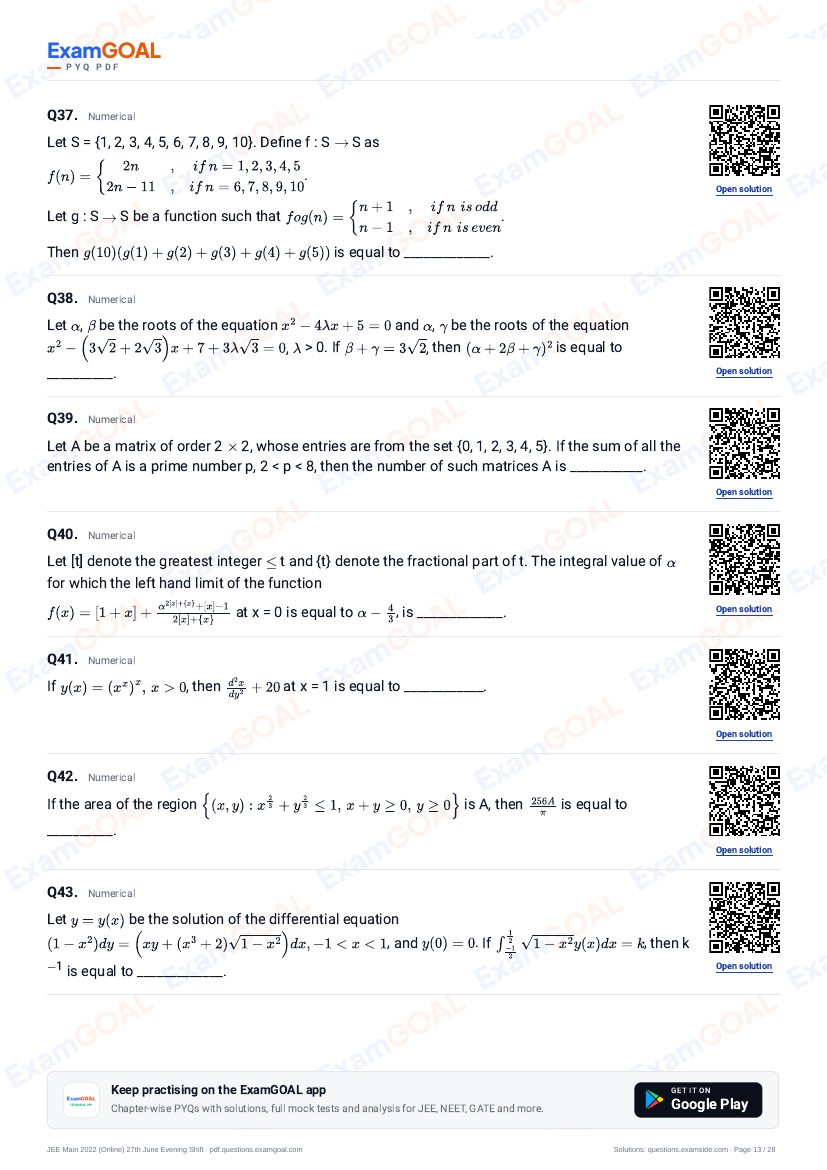 ExamGOAL
PYQ PDF
Q37. Numerical
Let S = {1, 2, 3, 4, 5, 6, 7, 8, 9, 10}. Define f : S → S as
f(n) = { 2n , if n = 1, 2, 3, 4, 5
2n − 11 , if n = 6, 7, 8, 9, 10 .
Let g : S → S be a function such that fog(n) = { n + 1 , if n is odd
n − 1 , if n is even .
Then g(10)(g(1) + g(2) + g(3) + g(4) + g(5)) is equal to _____________.
Open solution
Q38. Numerical
Let α, β be the roots of the equation x² − 4λx + 5 = 0 and α, γ be the roots of the equation
x² − (3√2 + 2√3)x + 7 + 3λ√3 = 0, λ > 0. If β + γ = 3√2, then (α + 2β + γ)² is equal to
__________.
Open solution
Q39. Numerical
Let A be a matrix of order 2 × 2, whose entries are from the set {0, 1, 2, 3, 4, 5}. If the sum of all the
entries of A is a prime number p, 2 < p < 8, then the number of such matrices A is ___________.
Open solution
Q40. Numerical
Let [t] denote the greatest integer ≤ t and {t} denote the fractional part of t. The integral value of α
for which the left hand limit of the function
f(x) = [1 + x] + (α^(2[x]+{x}) + [x] − 1)/(2[x] + {x}) at x = 0 is equal to α − 4/3, is _____________.
Open solution
Q41. Numerical
If y(x) = (x^x)^x, x > 0, then d²x/dy² + 20 at x = 1 is equal to ____________.
Open solution
Q42. Numerical
If the area of the region {(x, y) : x^(2/3) + y^(2/3) ≤ 1, x + y ≥ 0, y ≥ 0} is A, then 256A/π is equal to
__________.
Open solution
Q43. Numerical
Let y = y(x) be the solution of the differential equation
(1 − x²)dy = (xy + (x³ + 2)√(1 − x²))dx, −1 < x < 1, and y(0) = 0. If ∫_(−1/2)^(1/2) √(1 − x²) y(x)dx = k, then k
−1 is equal to _____________.
Open solution
ExamGOAL
Keep practising on the ExamGOAL app
Chapter-wise PYQs with solutions, full mock tests and analysis for JEE, NEET, GATE and more.
GET IT ON
Google Play
JEE Main 2022 (Online) 27th June Evening Shift · pdf.questions.examgoal.com
Solutions: questions.examside.com · Page 13 / 28